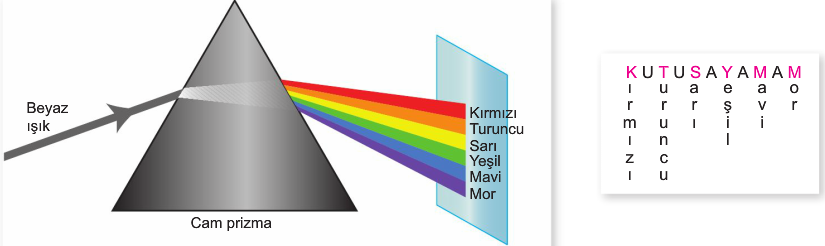 Beyaz
ışık
Cam prizma
Kırmızı
Turuncu
Sarı
Yeşil
Mavi
Mor
KUTUSAYAMAM
Kırmızı
Turuncu
Sarı
Yeşil
Mavi
Mor